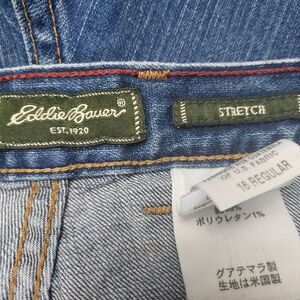 Eddie Bauer®
EST. 1920
STRETCH
OF U.S. FABRIC
16 REGULAR
ポリウレタン1%
グアテマラ製
生地は米国製